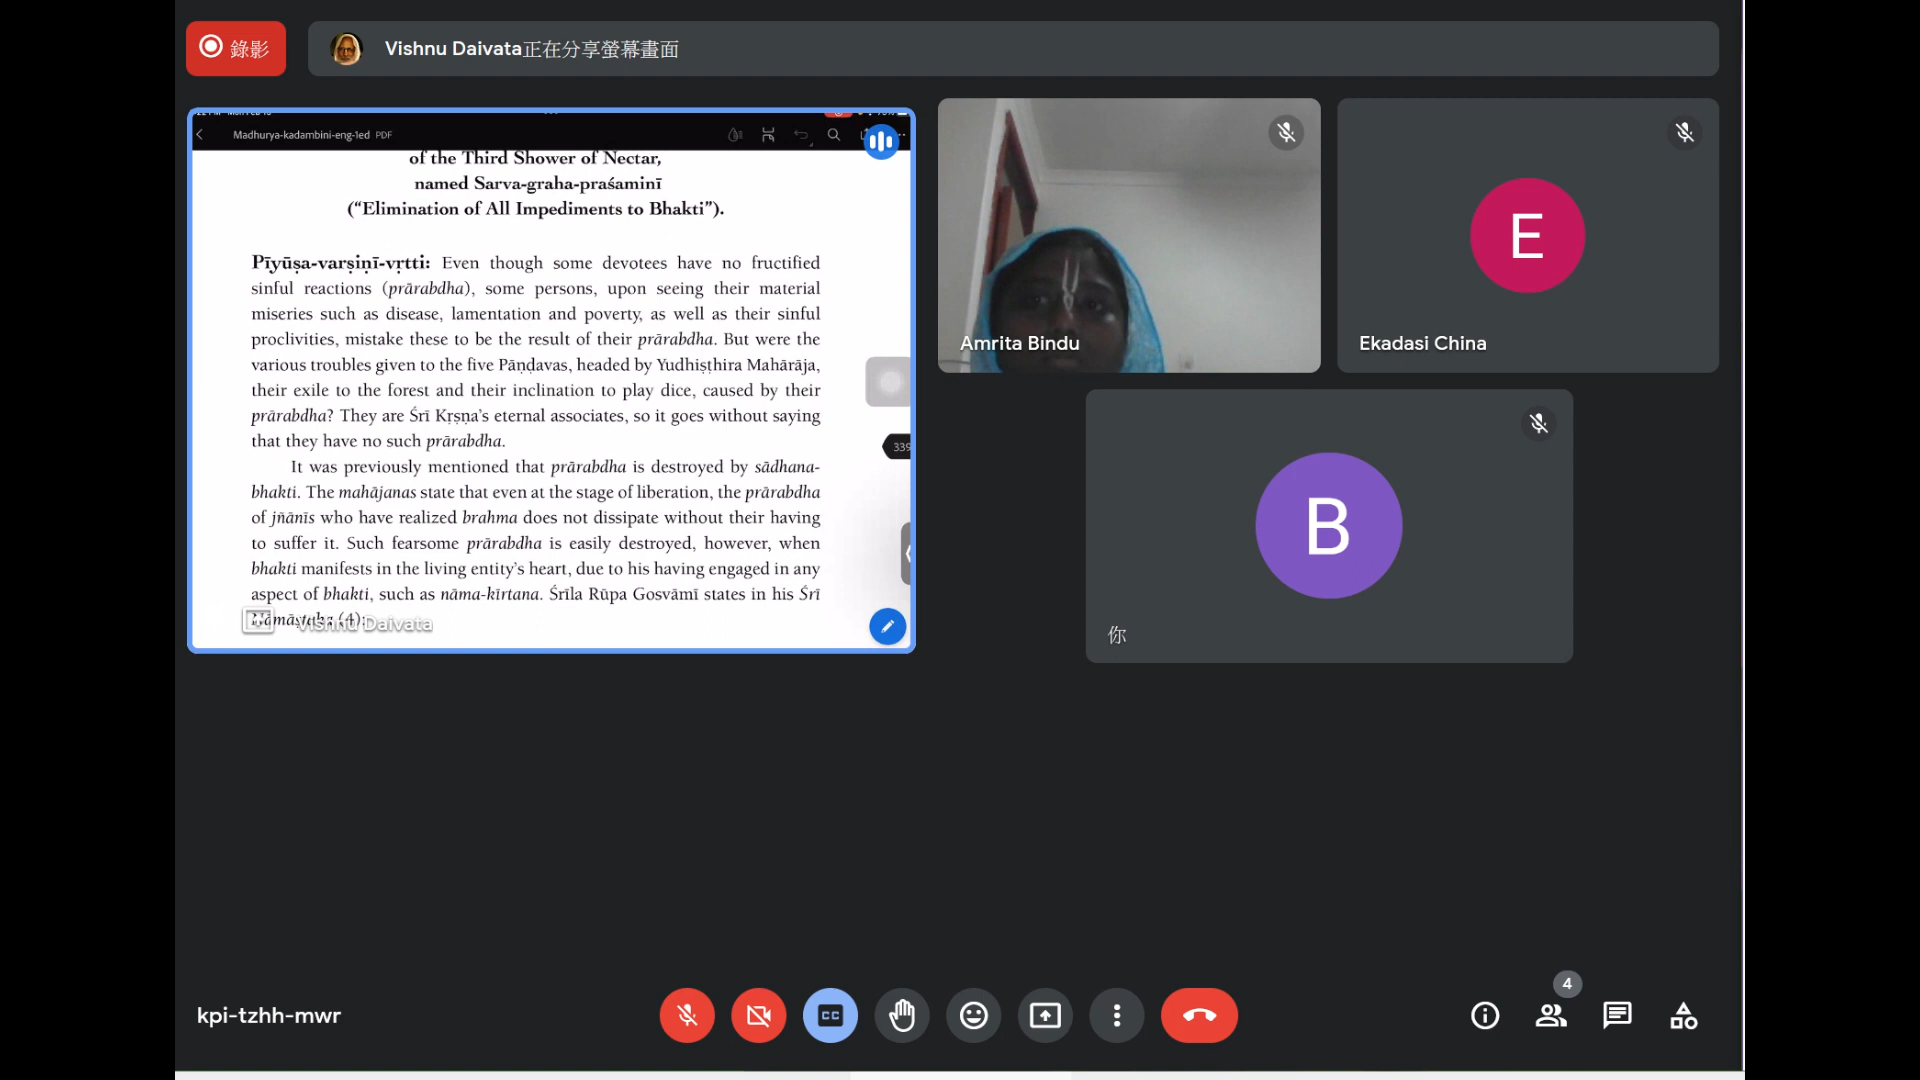 錄影
Vishnu Daivata正在分享螢幕畫面
Madhurya-kadambini-eng-1ed PDF
of the Third Shower of Nectar,
named Sarva-graha-praśaminī
(“Elimination of All Impediments to Bhakti”).
Pīyūṣa-varṣiṇī-vṛtti: Even though some devotees have no fructified
sinful reactions (prārabdha), some persons, upon seeing their material
miseries such as disease, lamentation and poverty, as well as their sinful
proclivities, mistake these to be the result of their prārabdha. But were the
various troubles given to the five Pāṇḍavas, headed by Yudhiṣṭhira Mahārāja,
their exile to the forest and their inclination to play dice, caused by their
prārabdha? They are Śrī Kṛṣṇa’s eternal associates, so it goes without saying
that they have no such prārabdha.
It was previously mentioned that prārabdha is destroyed by sādhana-
bhakti. The mahājanas state that even at the stage of liberation, the prārabdha
of jñānīs who have realized brahma does not dissipate without their having
to suffer it. Such fearsome prārabdha is easily destroyed, however, when
bhakti manifests in the living entity’s heart, due to his having engaged in any
aspect of bhakti, such as nāma-kīrtana. Śrīla Rūpa Gosvāmī states in his Śrī
Nāmāṣṭaka (4):
Vishnu Daivata
339
Amrita Bindu
E
Ekadasi China
B
你
kpi-tzhh-mwr
CC
4